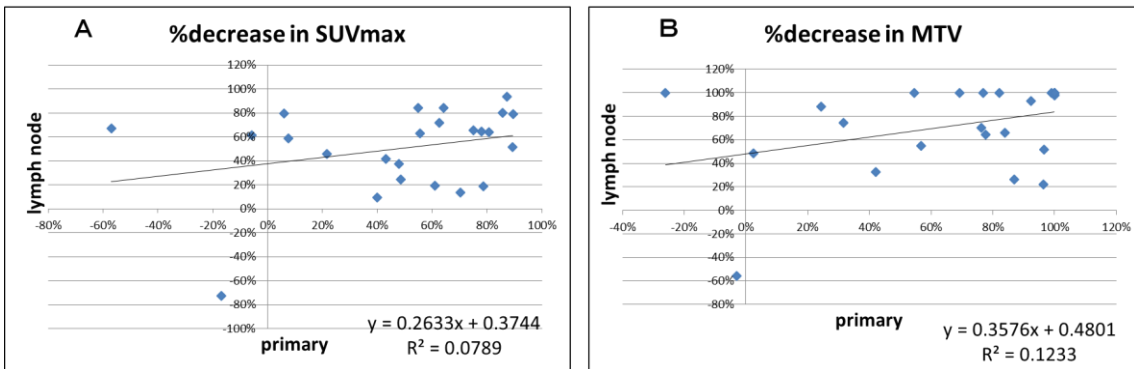 A
%decrease in SUVmax
120%
100%
80%
60%
40%
20%
0%
-80% -60% -40% -20% 0% 20% 40% 60% 80% 100%
-20%
-40%
-60%
-80%
-100%
lymph node
primary
y = 0.2633x + 0.3744
R² = 0.0789
B
%decrease in MTV
120%
100%
80%
60%
40%
20%
0%
-40% -20% 0% 20% 40% 60% 80% 100% 120%
-20%
-40%
-60%
-80%
lymph node
primary
y = 0.3576x + 0.4801
R² = 0.1233